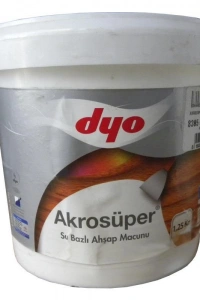 dyo
Akrosüper
Su Bazlı Ahşap Macunu